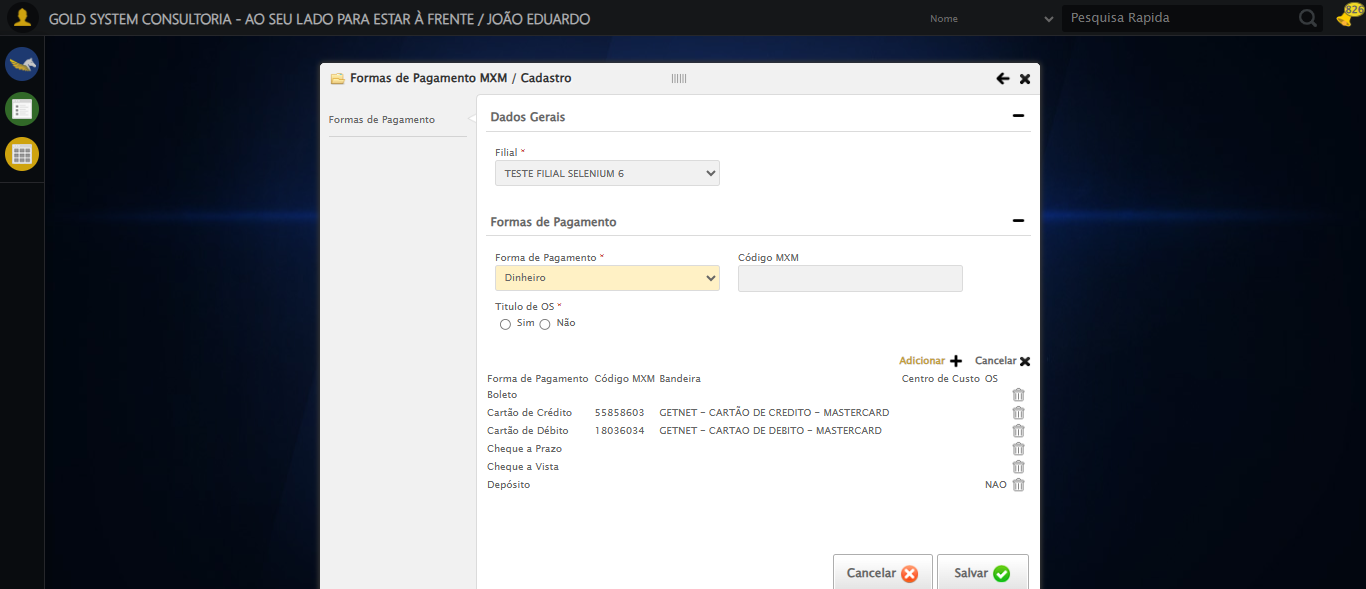 GOLD SYSTEM CONSULTORIA - AO SEU LADO PARA ESTAR À FRENTE / JOÃO EDUARDO
Nome
Pesquisa Rapida
826
Formas de Pagamento MXM / Cadastro
Formas de Pagamento
Dados Gerais
Filial *
TESTE FILIAL SELENIUM 6
Formas de Pagamento
Forma de Pagamento * Código MXM
Dinheiro
Titulo de OS *
Sim Não
Adicionar Cancelar
Forma de Pagamento Código MXM Bandeira Centro de Custo OS
Boleto
Cartão de Crédito 55858603 GETNET - CARTÃO DE CREDITO - MASTERCARD
Cartão de Débito 18036034 GETNET - CARTAO DE DEBITO - MASTERCARD
Cheque a Prazo
Cheque a Vista
Depósito NAO
Cancelar Salvar